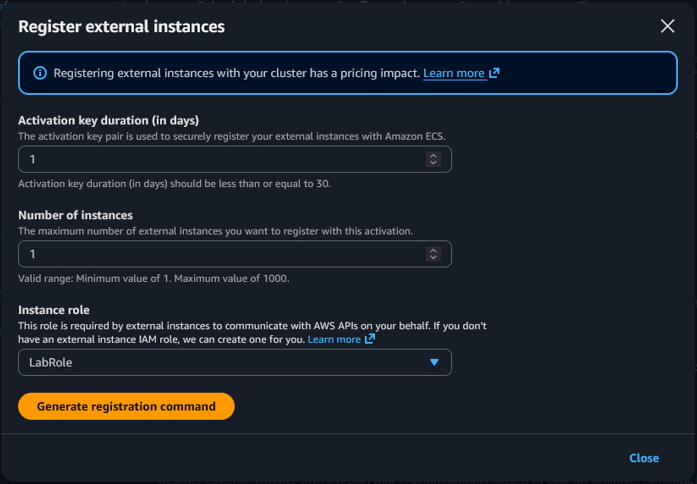 Register external instances
Registering external instances with your cluster has a pricing impact. Learn more
Activation key duration (in days)
The activation key pair is used to securely register your external instances with Amazon ECS.
1
Activation key duration (in days) should be less than or equal to 30.
Number of instances
The maximum number of external instances you want to register with this activation.
1
Valid range: Minimum value of 1. Maximum value of 1000.
Instance role
This role is required by external instances to communicate with AWS APIs on your behalf. If you don't
have an external instance IAM role, we can create one for you. Learn more
LabRole
Generate registration command
Close